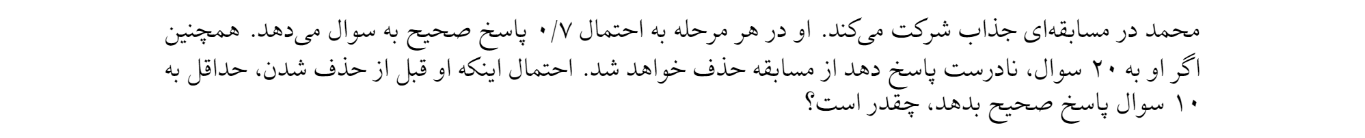 محمد در مسابقه‌ای جذاب شرکت می‌کند. او در هر مرحله به احتمال ۰/۷ پاسخ صحیح به سوال می‌دهد. همچنین
اگر او به ۲۰ سوال، نادرست پاسخ دهد از مسابقه حذف خواهد شد. احتمال اینکه او قبل از حذف شدن، حداقل به
۱۰ سوال پاسخ صحیح بدهد، چقدر است؟